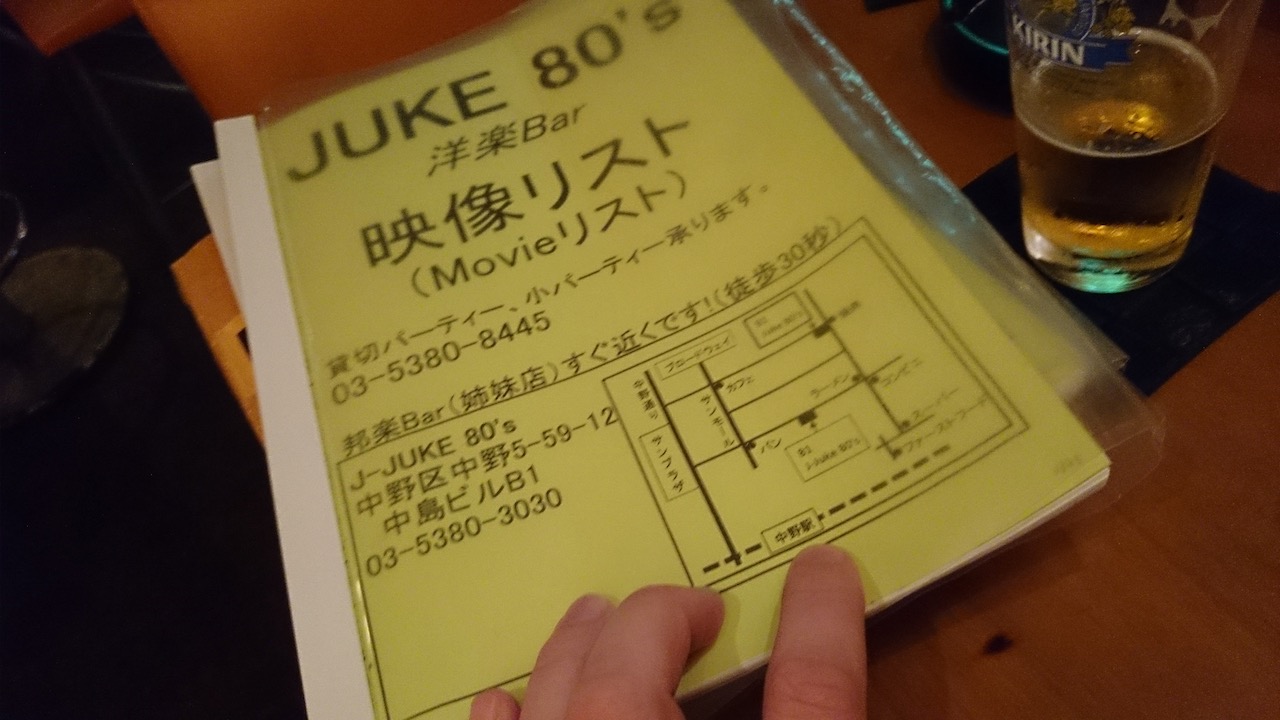 JUKE 80's
洋楽Bar
映像リスト
(Movieリスト)
貸切パーティー、小パーティー承ります。
03-5380-8445
邦楽Bar(姉妹店)すぐ近くです!(徒歩30秒)
J-JUKE 80's
中野区中野5-59-12
中島ビルB1
03-5380-3030
ブロードウェイ
中野通り
サンプラザ
サンモール
カフェ
パン
ラーメン
コンビニ
スーパー
ファーストフード
B1
J-Juke 80's
中野駅
KIRIN